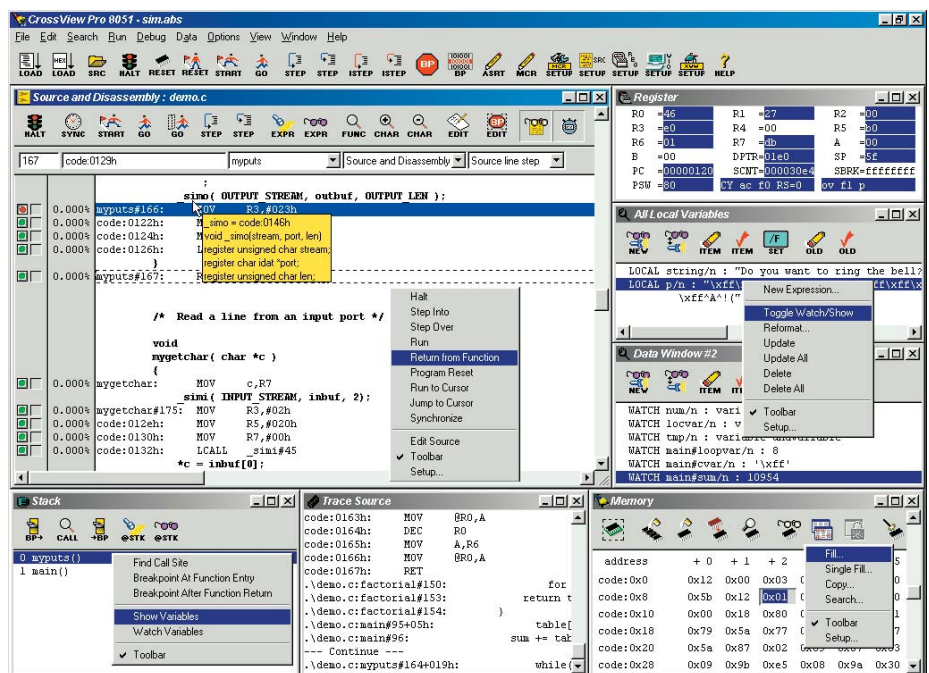 CrossView Pro 8051 - sim.abs
File Edit Search Run Debug Data Options View Window Help
LOAD LOAD SRC HALT RESET RESET START GO STEP STEP ISTEP ISTEP BP BP ASRT MCR SETUP SETUP SETUP SETUP SETUP HELP
Source and Disassembly : demo.c
HALT SYNC START GO GO STEP STEP EXPR EXPR FUNC CHAR CHAR EDIT EDIT
167 code:0129h myputs Source and Disassembly Source line step
;
_simo( OUTPUT_STREAM, outbuf, OUTPUT_LEN );
0.000% myputs#166: MOV R3,#023h
0.000% code:0122h: M
0.000% code:0124h: M
0.000% code:0126h: L
}
0.000% myputs#167: R
_simo = code:0146h
void _simo(stream, port, len)
register unsigned char stream;
register char idat *port;
register unsigned char len;
/* Read a line from an input port */
void
mygetchar( char *c )
{
0.000% mygetchar: MOV c,R7
_simi( INPUT_STREAM, inbuf, 2);
0.000% mygetchar#175: MOV R3,#02h
0.000% code:012eh: MOV R5,#020h
0.000% code:0130h: MOV R7,#00h
0.000% code:0132h: LCALL _simi#45
*c = inbuf[0];
Halt
Step Into
Step Over
Run
Return from Function
Program Reset
Run to Cursor
Jump to Cursor
Synchronize
Edit Source
Toolbar
Setup...
Register
R0 =46 R1 =27 R2 =00
R3 =e0 R4 =00 R5 =b0
R6 =01 R7 =db A =00
B =00 DPTR=01e0 SP =5f
PC =00000120 SCNT=000030e4 SBRK=ffffffff
PSW =80 CY ac f0 RS=0 ov fl p
All Local Variables
NEW ITEM ITEM SET OLD OLD
LOCAL string/n : "Do you want to ring the bell?
LOCAL p/n : "\xff\
\xff^A^!("
New Expression...
Toggle Watch/Show
Reformat...
Update
Update All
Delete
Delete All
Toolbar
Setup...
Data Window #2
NEW ITEM
WATCH num/n : vari
WATCH locvar/n : v
WATCH tmp/n : variable unavailable
WATCH main#loopvar/n : 8
WATCH main#cvar/n : '\xff'
WATCH main#sum/n : 10954
Stack
BP CALL BP @STK @STK
0 myputs()
1 main()
Find Call Site
Breakpoint At Function Entry
Breakpoint After Function Return
Show Variables
Watch Variables
Toolbar
Trace Source
code:0163h: MOV @R0,A
code:0164h: DEC R0
code:0165h: MOV A,R6
code:0166h: MOV @R0,A
code:0167h: RET
.\demo.c:factorial#150: for
.\demo.c:factorial#153: return t
.\demo.c:factorial#154: }
.\demo.c:main#95+05h: table[
.\demo.c:main#96: sum += tab
--- Continue ---
.\demo.c:myputs#164+019h: while(
Memory
address + 0 + 1 + 2
code:0x0 0x12 0x00 0x03
code:0x8 0x5b 0x12 0x01
code:0x10 0x00 0x18 0x80
code:0x18 0x79 0x5a 0x77
code:0x20 0x5a 0x87 0x02
code:0x28 0x09 0x9b 0xe5 0x08 0x9a 0x30
Fill...
Single Fill...
Copy...
Search...
Toolbar
Setup...